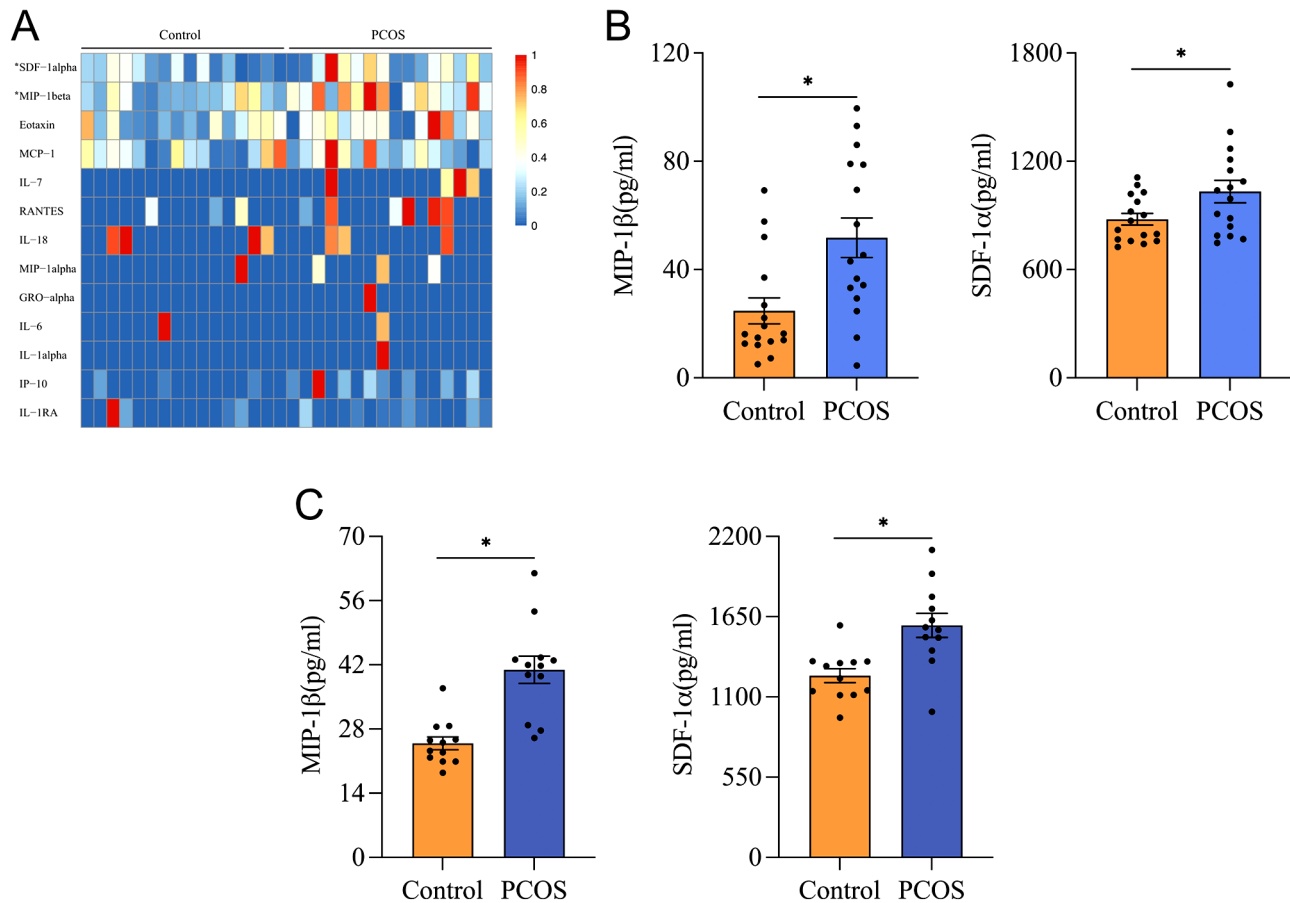 A
Control PCOS
*SDF-1alpha
*MIP-1beta
Eotaxin
MCP-1
IL-7
RANTES
IL-18
MIP-1alpha
GRO-alpha
IL-6
IL-1alpha
IP-10
IL-1RA
1
0.8
0.6
0.4
0.2
0
B
MIP-1β(pg/ml)
120
80
40
0
*
Control PCOS
SDF-1α(pg/ml)
1800
1200
600
0
*
Control PCOS
C
MIP-1β(pg/ml)
70
56
42
28
14
0
*
Control PCOS
SDF-1α(pg/ml)
2200
1650
1100
550
0
*
Control PCOS